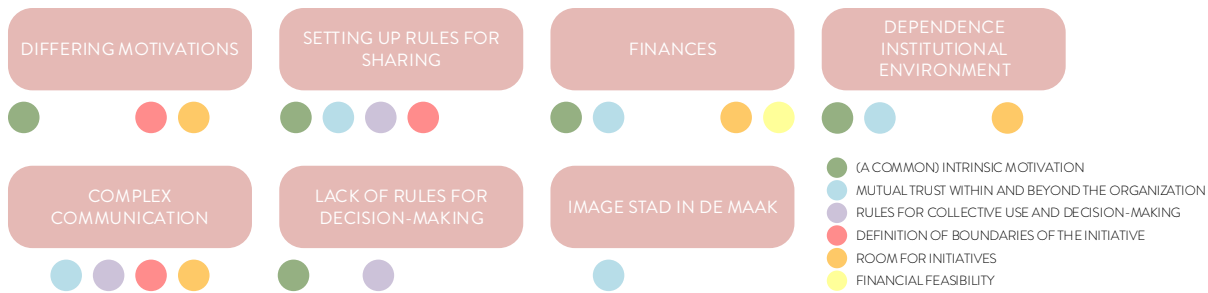 DIFFERING MOTIVATIONS
SETTING UP RULES FOR
SHARING
FINANCES
DEPENDENCE
INSTITUTIONAL
ENVIRONMENT
COMPLEX
COMMUNICATION
LACK OF RULES FOR
DECISION-MAKING
IMAGE STAD IN DE MAAK
(A COMMON) INTRINSIC MOTIVATION
MUTUAL TRUST WITHIN AND BEYOND THE ORGANIZATION
RULES FOR COLLECTIVE USE AND DECISION-MAKING
DEFINITION OF BOUNDARIES OF THE INITIATIVE
ROOM FOR INITIATIVES
FINANCIAL FEASIBILITY